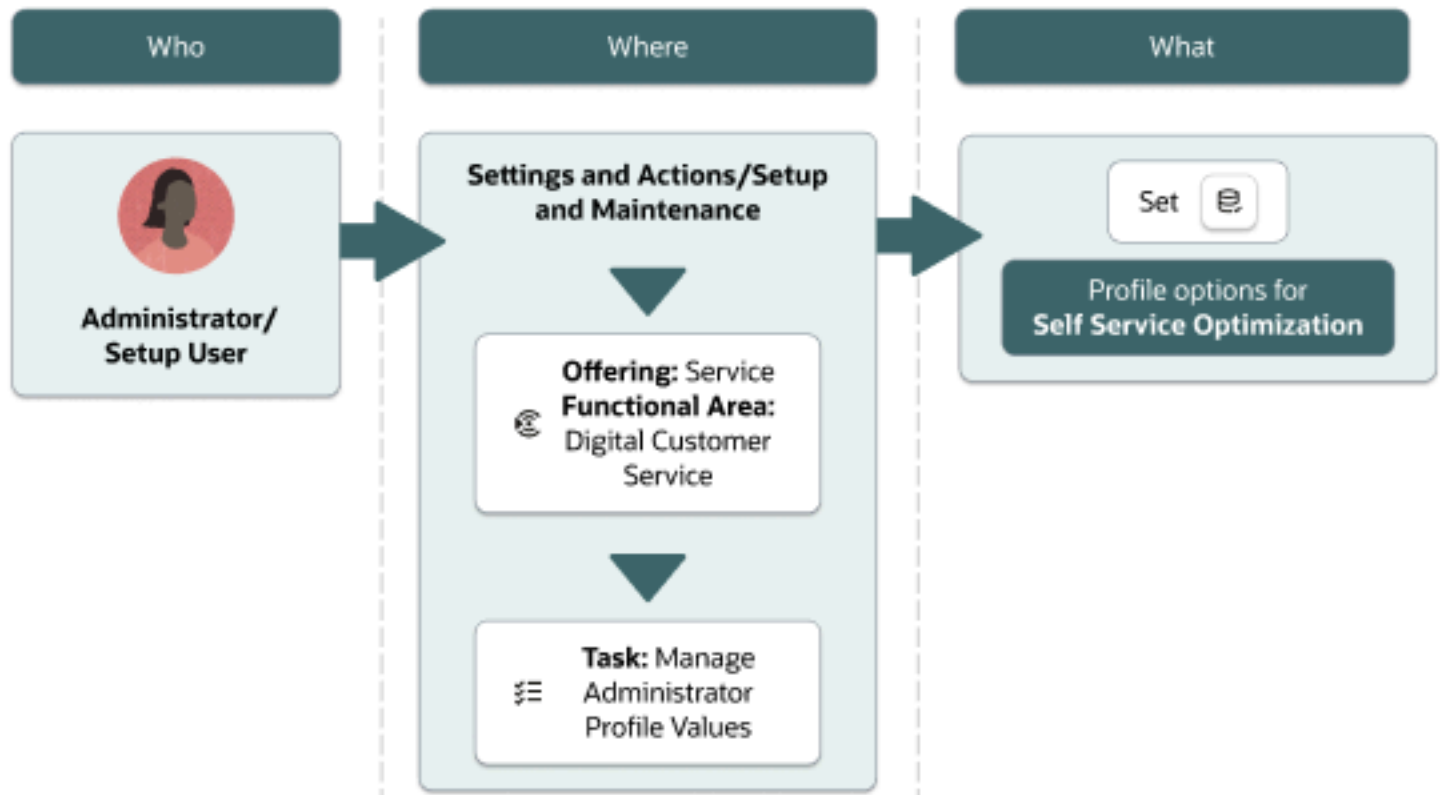 Who
Where
What
Administrator/
Setup User
Settings and Actions/Setup
and Maintenance
Offering: Service
Functional Area:
Digital Customer
Service
Task: Manage
Administrator
Profile Values
Set
Profile options for
Self Service Optimization